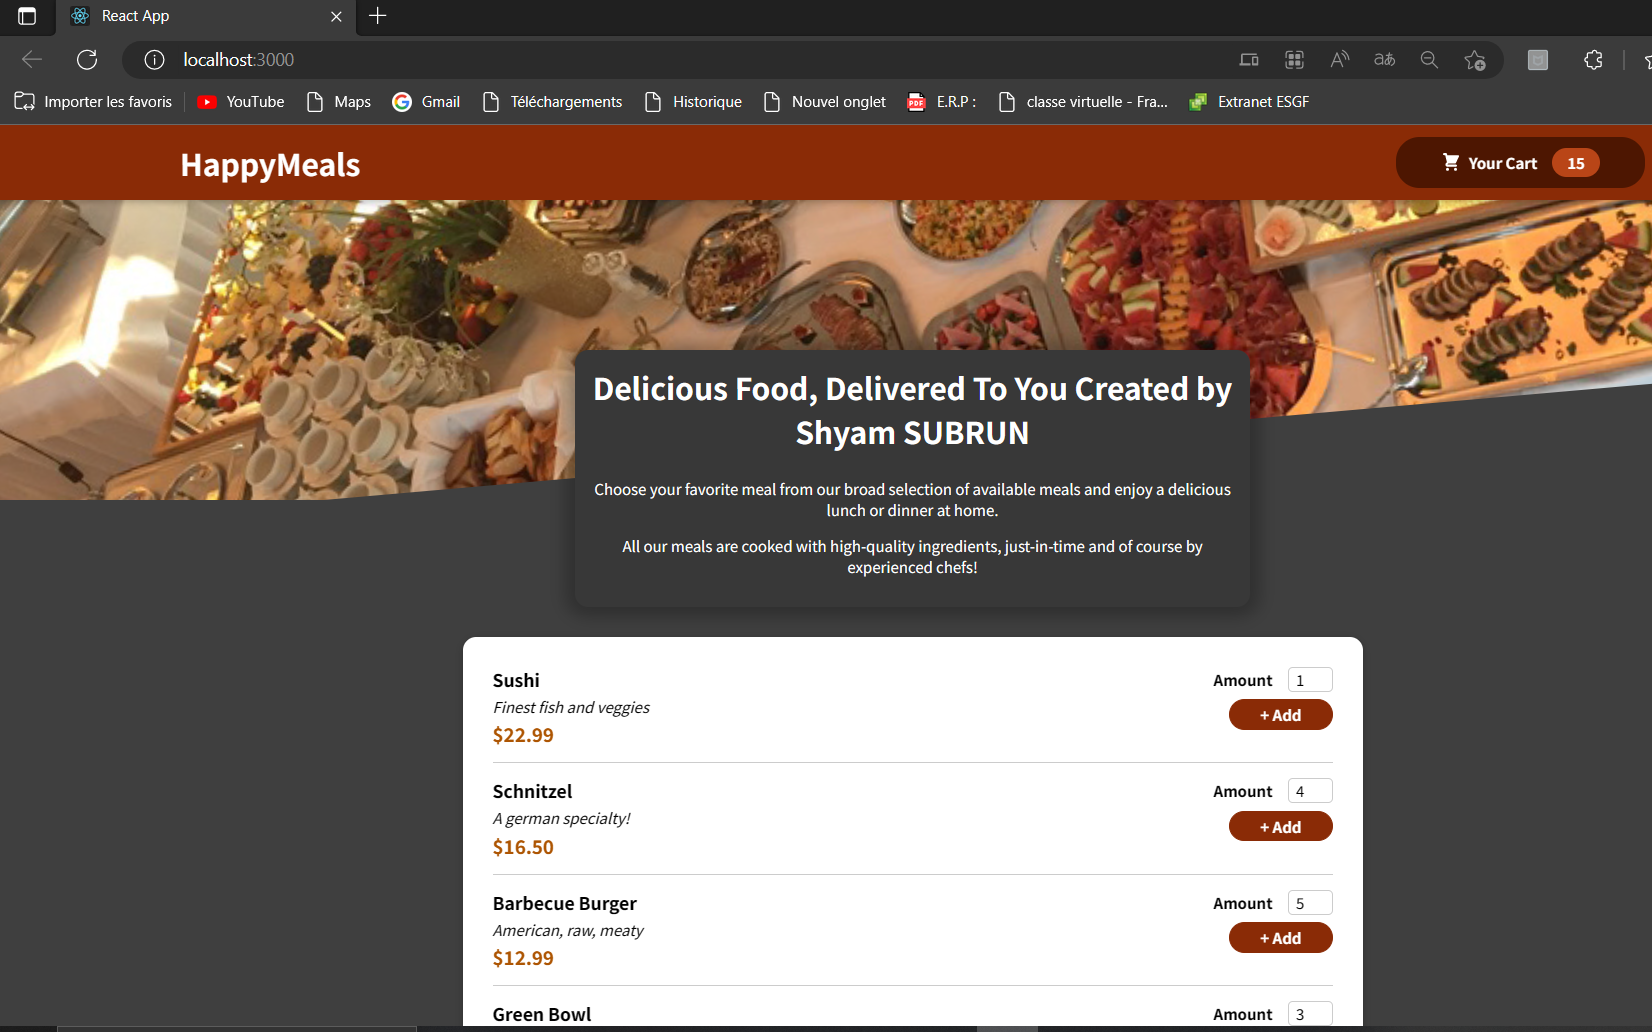 React App
localhost:3000
Importer les favoris YouTube Maps Gmail Téléchargements Historique Nouvel onglet E.R.P : classe virtuelle - Fra... Extranet ESGF
HappyMeals
Your Cart 15
Delicious Food, Delivered To You Created by
Shyam SUBRUN
Choose your favorite meal from our broad selection of available meals and enjoy a delicious
lunch or dinner at home.
All our meals are cooked with high-quality ingredients, just-in-time and of course by
experienced chefs!
Sushi Amount 1
Finest fish and veggies
+ Add
$22.99
Schnitzel Amount 4
A german specialty!
+ Add
$16.50
Barbecue Burger Amount 5
American, raw, meaty
+ Add
$12.99
Green Bowl Amount 3